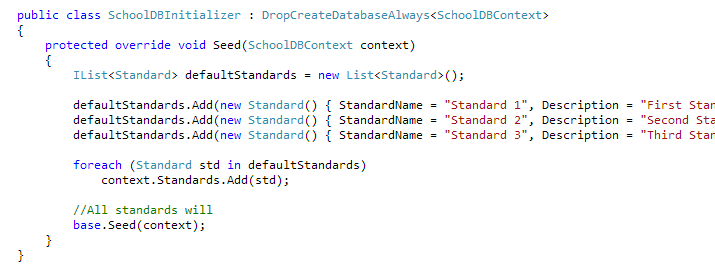 public class SchoolDBInitializer : DropCreateDatabaseAlways<SchoolDBContext>
{
    protected override void Seed(SchoolDBContext context)
    {
        IList<Standard> defaultStandards = new List<Standard>();

        defaultStandards.Add(new Standard() { StandardName = "Standard 1", Description = "First Stan
        defaultStandards.Add(new Standard() { StandardName = "Standard 2", Description = "Second Sta
        defaultStandards.Add(new Standard() { StandardName = "Standard 3", Description = "Third Stan

        foreach (Standard std in defaultStandards)
            context.Standards.Add(std);

        //All standards will
        base.Seed(context);
    }
}